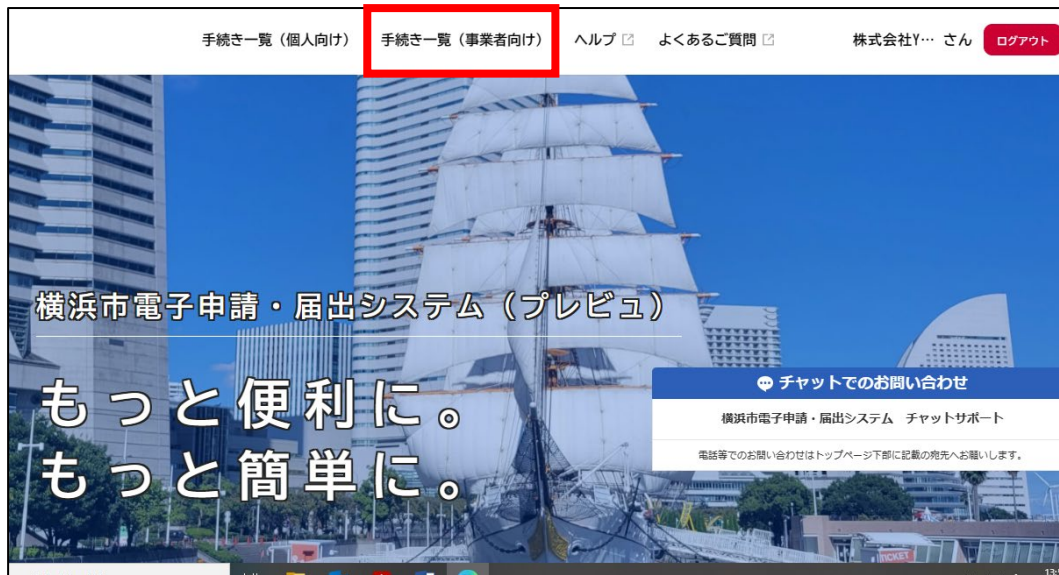 手続き一覧（個人向け）
手続き一覧（事業者向け）
ヘルプ
よくあるご質問
株式会社Y… さん
ログアウト
横浜市電子申請・届出システム（プレビュ）
もっと便利に。
もっと簡単に。
チャットでのお問い合わせ
横浜市電子申請・届出システム　チャットサポート
電話等でのお問い合わせはトップページ下部に記載の宛先へお願いします。
TICKET